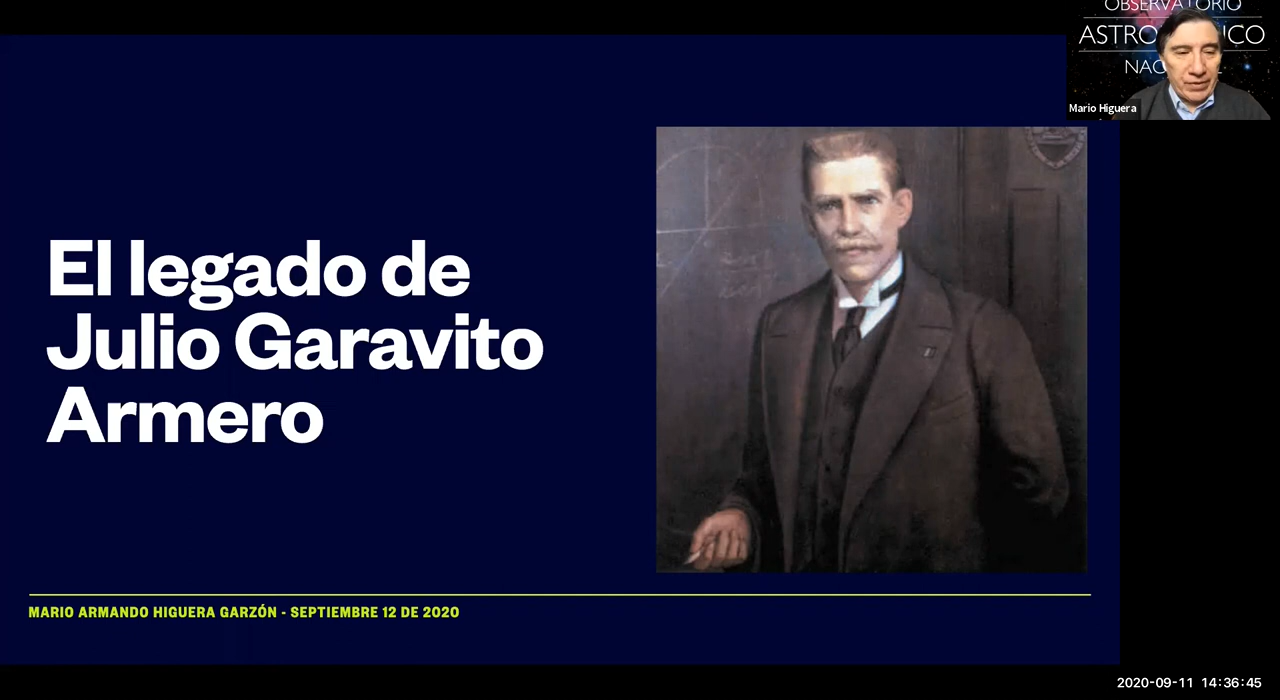 OBSERVATORIO
Mario Higuera
El legado de
Julio Garavito
Armero
MARIO ARMANDO HIGUERA GARZÓN - SEPTIEMBRE 12 DE 2020
2020-09-11 14:36:45